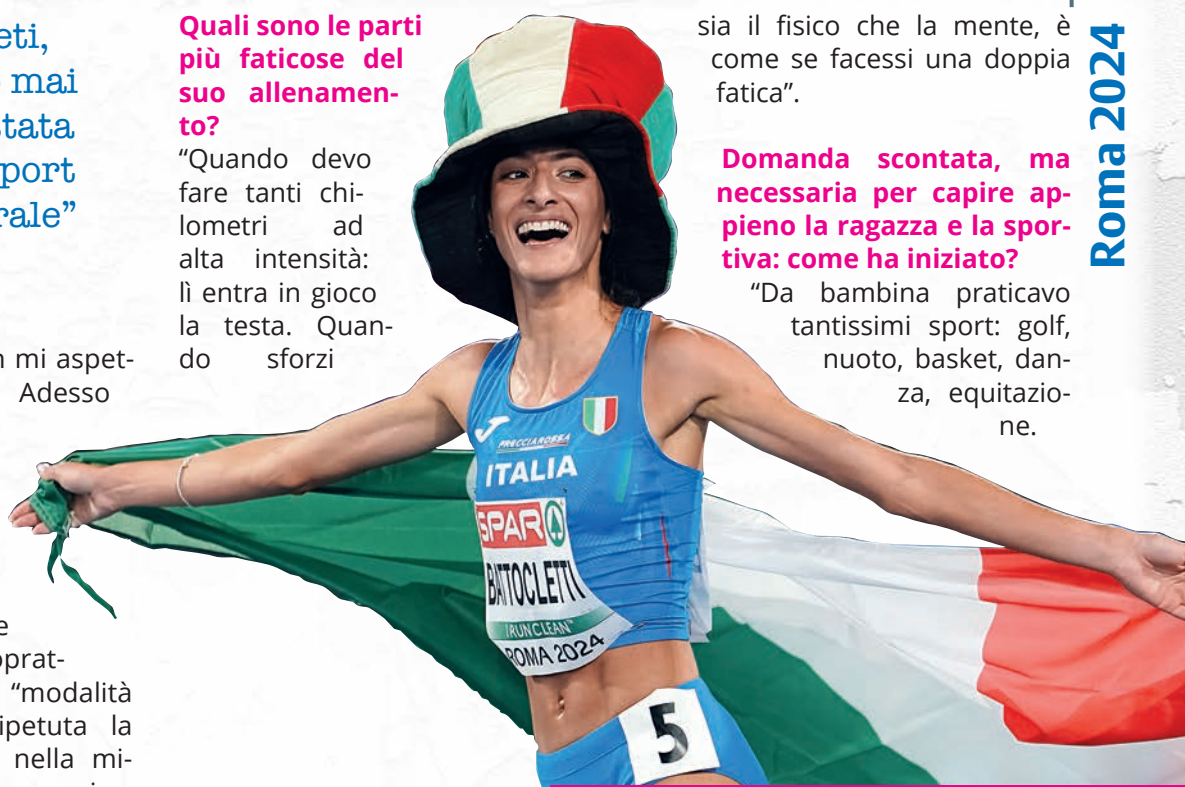 eti,
mai
tata
port
rale”
mi aspet-
Adesso
e
oprat-
“modalità
ipetuta la
nella mi-
Quali sono le parti
più faticose del
suo allenamen-
to?
“Quando devo
fare tanti chi-
lometri ad
alta intensità:
lì entra in gioco
la testa. Quan-
do sforzi
sia il fisico che la mente, è
come se facessi una doppia
fatica”.
Domanda scontata, ma
necessaria per capire ap-
pieno la ragazza e la spor-
tiva: come ha iniziato?
“Da bambina praticavo
tantissimi sport: golf,
nuoto, basket, dan-
za, equitazio-
ne.
Roma 2024
FRECCIAROSSA
ITALIA
SPAR
BATTOCLETTI
I RUN CLEAN™
ROMA 2024
5